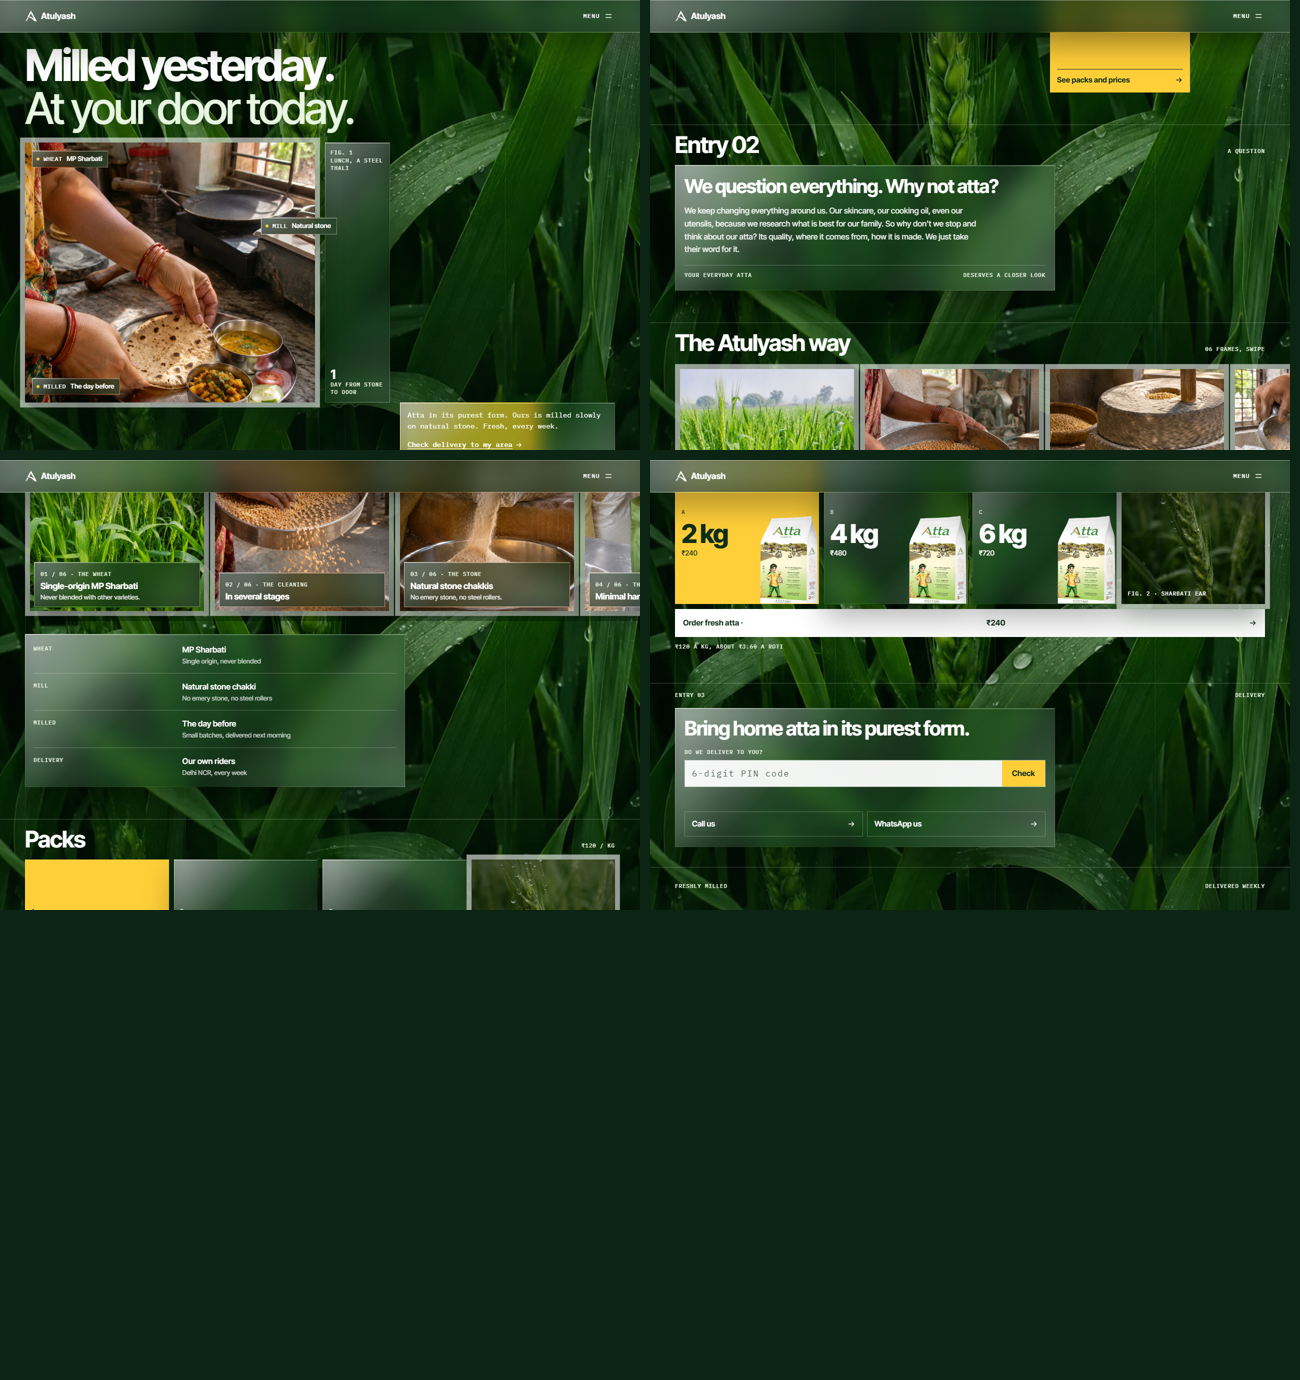 Atulyash
MENU
Milled yesterday.
At your door today.
WHEAT MP Sharbati
FIG. 1
LUNCH, A STEEL
THALI
MILL Natural stone
MILLED The day before
1
DAY FROM STONE
TO DOOR
Atta in its purest form. Ours is milled slowly
on natural stone. Fresh, every week.
Check delivery to my area →
Atulyash
MENU
See packs and prices →
Entry 02
A QUESTION
We question everything. Why not atta?
We keep changing everything around us. Our skincare, our cooking oil, even our
utensils, because we research what is best for our family. So why don't we stop and
think about our atta? Its quality, where it comes from, how it is made. We just take
their word for it.
YOUR EVERYDAY ATTA
DESERVES A CLOSER LOOK
The Atulyash way
06 FRAMES, SWIPE
Atulyash
MENU
01 / 06 · THE WHEAT
Single-origin MP Sharbati
Never blended with other varieties.
02 / 06 · THE CLEANING
In several stages
03 / 06 · THE STONE
Natural stone chakkis
No emery stone, no steel rollers.
04 / 06 · TH
Minimal har
WHEAT
MP Sharbati
Single origin, never blended
MILL
Natural stone chakki
No emery stone, no steel rollers
MILLED
The day before
Small batches, delivered next morning
DELIVERY
Our own riders
Delhi NCR, every week
Packs
₹120 / KG
Atulyash
MENU
A
2 kg
₹240
B
4 kg
₹480
Atta
C
6 kg
₹720
Atta
FIG. 2 · SHARBATI EAR
Order fresh atta ·
₹240
→
₹120 A KG, ABOUT ₹3.60 A ROTI
ENTRY 03
DELIVERY
Bring home atta in its purest form.
DO WE DELIVER TO YOU?
6-digit PIN code
Check
Call us →
WhatsApp us →
FRESHLY MILLED
DELIVERED WEEKLY